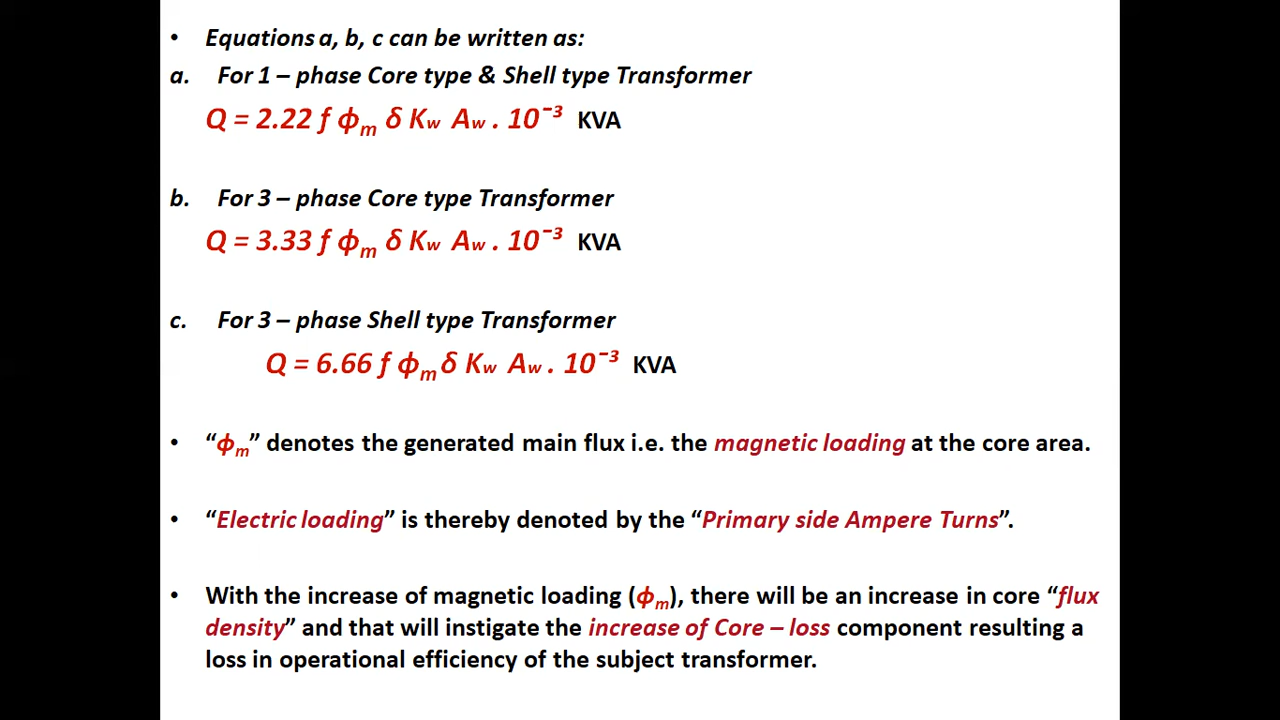 • Equations a, b, c can be written as:
a. For 1 – phase Core type & Shell type Transformer
Q = 2.22 f ϕm δ Kw Aw . 10⁻³ KVA
b. For 3 – phase Core type Transformer
Q = 3.33 f ϕm δ Kw Aw . 10⁻³ KVA
c. For 3 – phase Shell type Transformer
Q = 6.66 f ϕm δ Kw Aw . 10⁻³ KVA
• “ϕm” denotes the generated main flux i.e. the magnetic loading at the core area.
• “Electric loading” is thereby denoted by the “Primary side Ampere Turns”.
• With the increase of magnetic loading (ϕm), there will be an increase in core “flux
density” and that will instigate the increase of Core – loss component resulting a
loss in operational efficiency of the subject transformer.